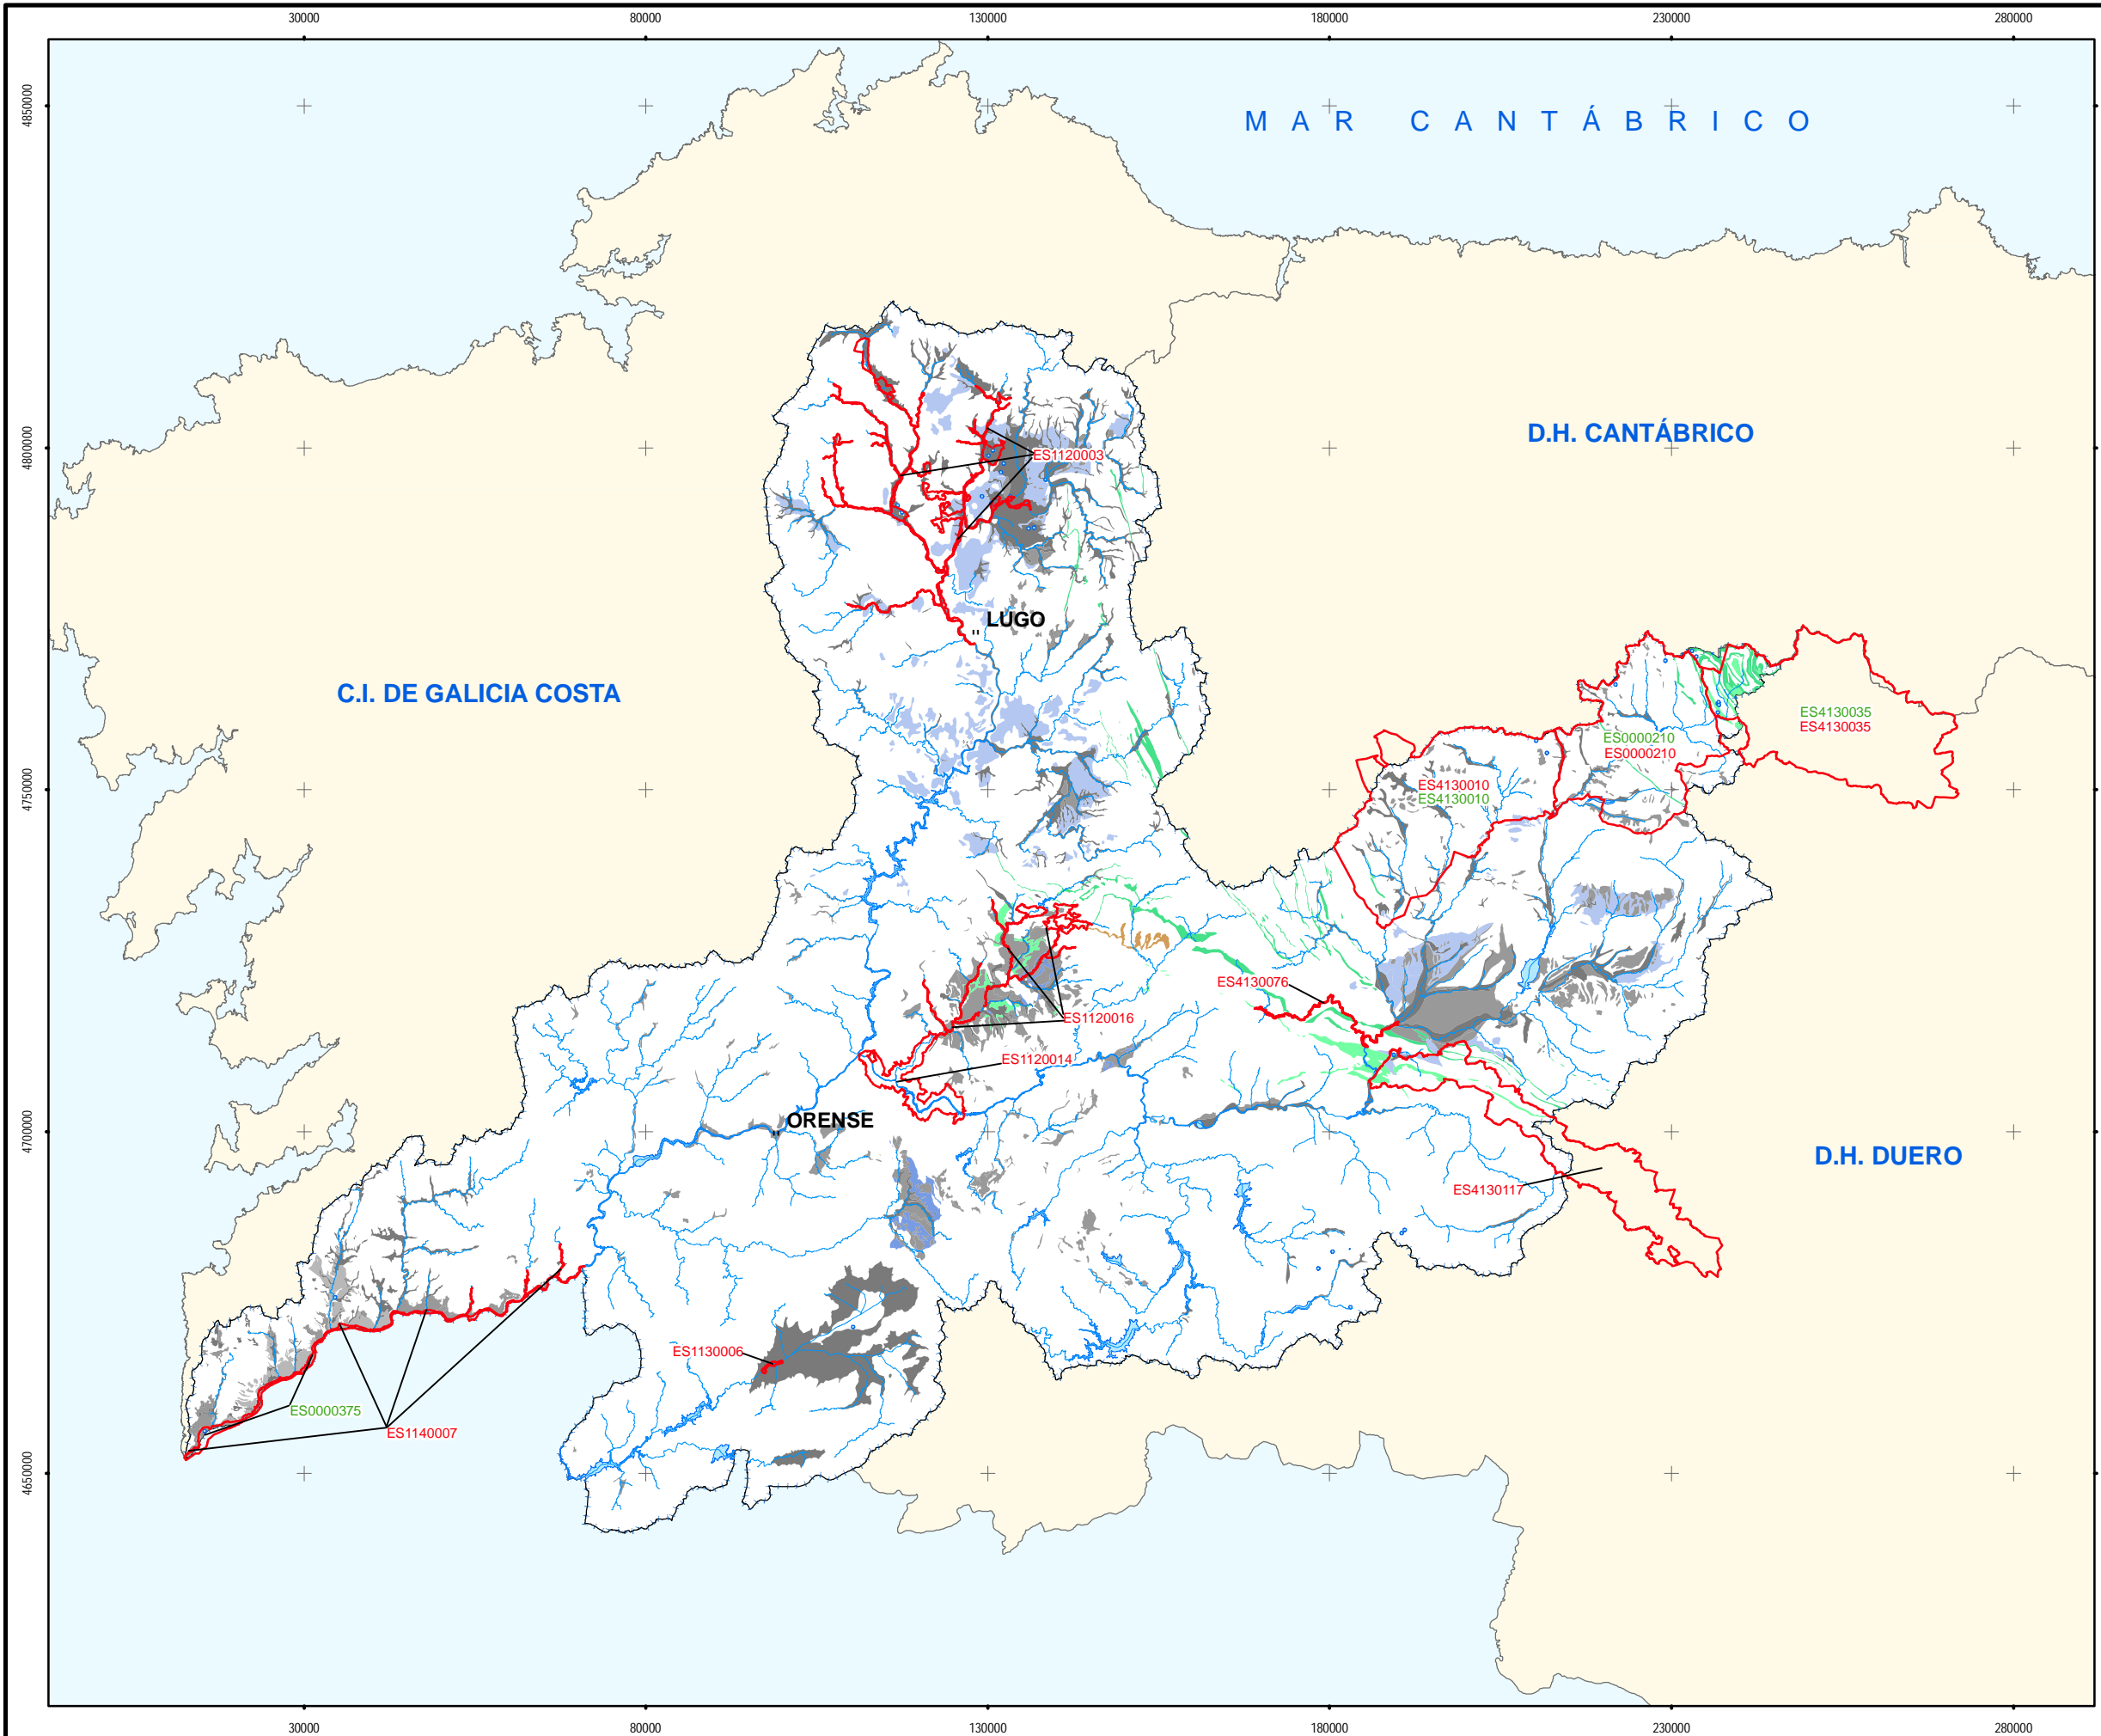 30000 80000 130000 180000 230000 280000
4850000
MAR CANTÁBRICO
4800000
D.H. CANTÁBRICO
ES1120003
LUGO
C.I. DE GALICIA COSTA
ES4130035
ES4130035
ES0000210
ES0000210
4750000
ES4130010
ES4130010
ES4130076
ES1120016
ES1120014
ORENSE
4700000
D.H. DUERO
ES4130117
ES1130006
ES0000375
ES1140007
4650000
30000 80000 130000 180000 230000 280000